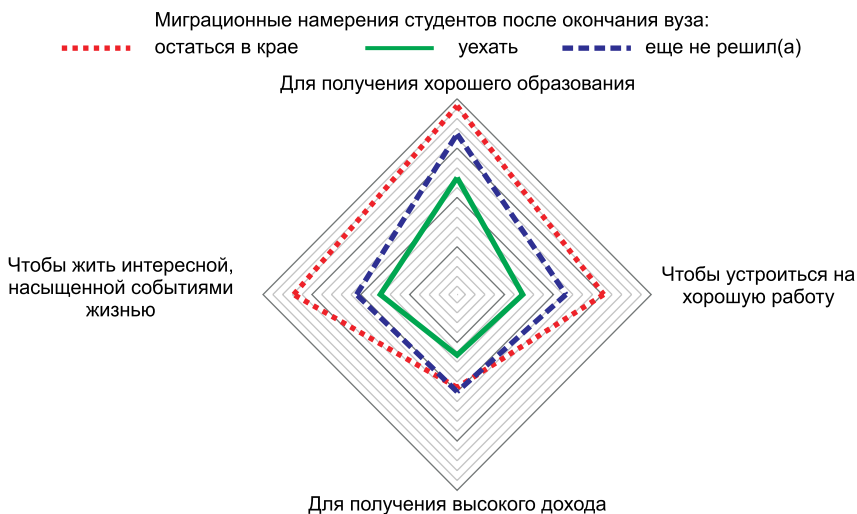 Миграционные намерения студентов после окончания вуза:
остаться в крае уехать еще не решил(а)
Для получения хорошего образования
Чтобы жить интересной,
насыщенной событиями
жизнью
Чтобы устроиться на
хорошую работу
Для получения высокого дохода